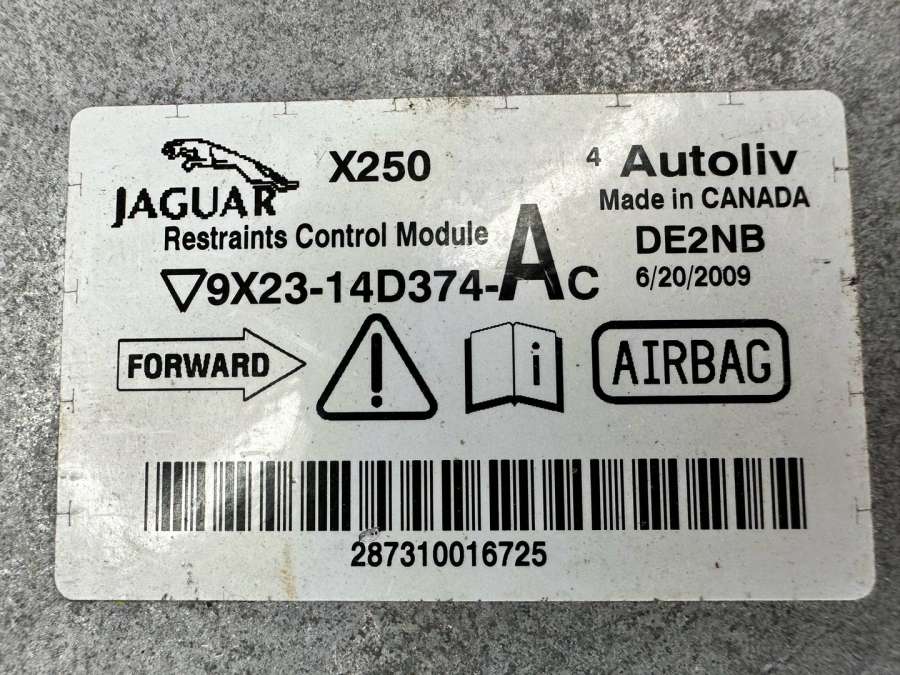 JAGUAR
X250
4 Autoliv
Made in CANADA
Restraints Control Module
DE2NB
▽9X23-14D374-AC
6/20/2009
FORWARD
!
i
AIRBAG
287310016725